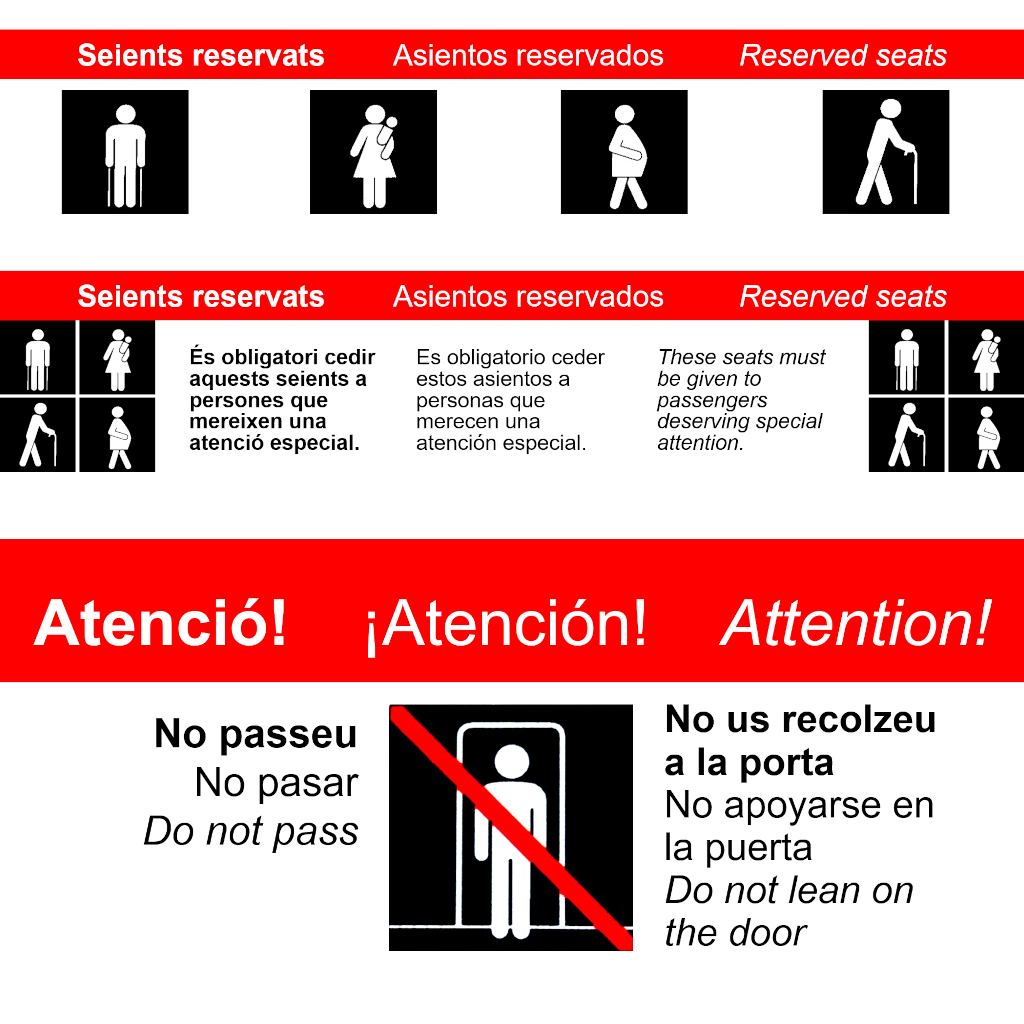 Seients reservats Asientos reservados Reserved seats
Seients reservats Asientos reservados Reserved seats
És obligatori cedir
aquests seients a
persones que
mereixen una
atenció especial.
Es obligatorio ceder
estos asientos a
personas que
merecen una
atención especial.
These seats must
be given to
passengers
deserving special
attention.
Atenció! ¡Atención! Attention!
No passeu
No pasar
Do not pass
No us recolzeu
a la porta
No apoyarse en
la puerta
Do not lean on
the door